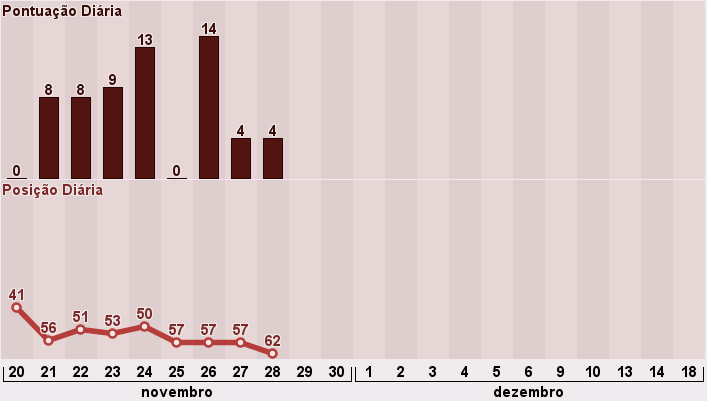 Pontuação Diária
0 8 8 9 13 0 14 4 4
Posição Diária
41 56 51 53 50 57 57 57 62
20 21 22 23 24 25 26 27 28 29 30 1 2 3 4 5 6 9 10 13 14 18
novembro dezembro